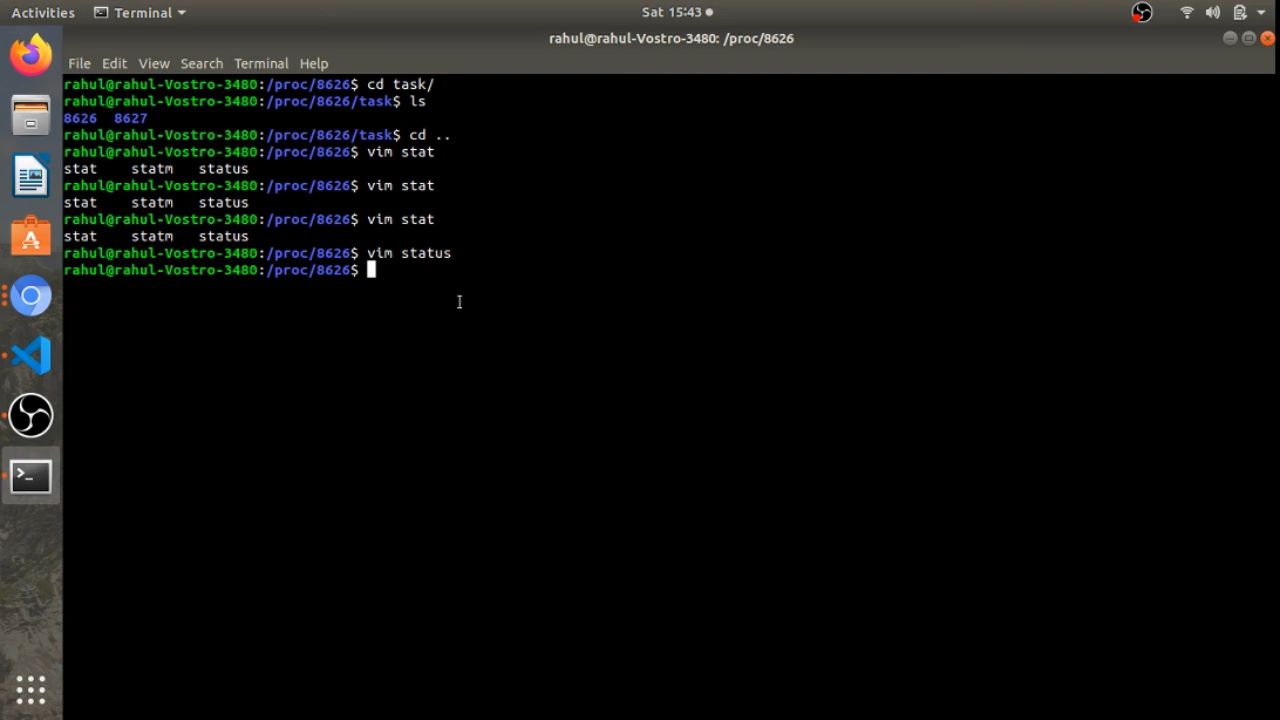 Activities Terminal Sat 15:43
rahul@rahul-Vostro-3480: /proc/8626
File Edit View Search Terminal Help
rahul@rahul-Vostro-3480:/proc/8626$ cd task/
rahul@rahul-Vostro-3480:/proc/8626/task$ ls
8626 8627
rahul@rahul-Vostro-3480:/proc/8626/task$ cd ..
rahul@rahul-Vostro-3480:/proc/8626$ vim stat
stat statm status
rahul@rahul-Vostro-3480:/proc/8626$ vim stat
stat statm status
rahul@rahul-Vostro-3480:/proc/8626$ vim stat
stat statm status
rahul@rahul-Vostro-3480:/proc/8626$ vim status
rahul@rahul-Vostro-3480:/proc/8626$